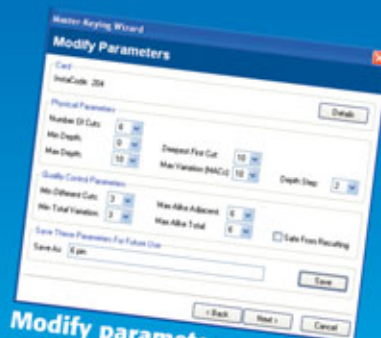 Master Keying Wizard
Modify Parameters
Card
InstaCode: 204
Details
Physical Parameters
Number Of Cuts: 6
Deepest First Cut: 10
Min Depth: 0
Max Variation (MACs): 10
Depth Step: 2
Max Depth: 10
Quality Control Parameters
Min Different Cuts: 3
Max Alike Adjacent: 6
Min Total Variation: 3
Max Alike Total: 6
Safe From Recutting
Save These Parameters For Future User
Save As: 6 pin
Save
< Back
Next >
Cancel
Modify parameter